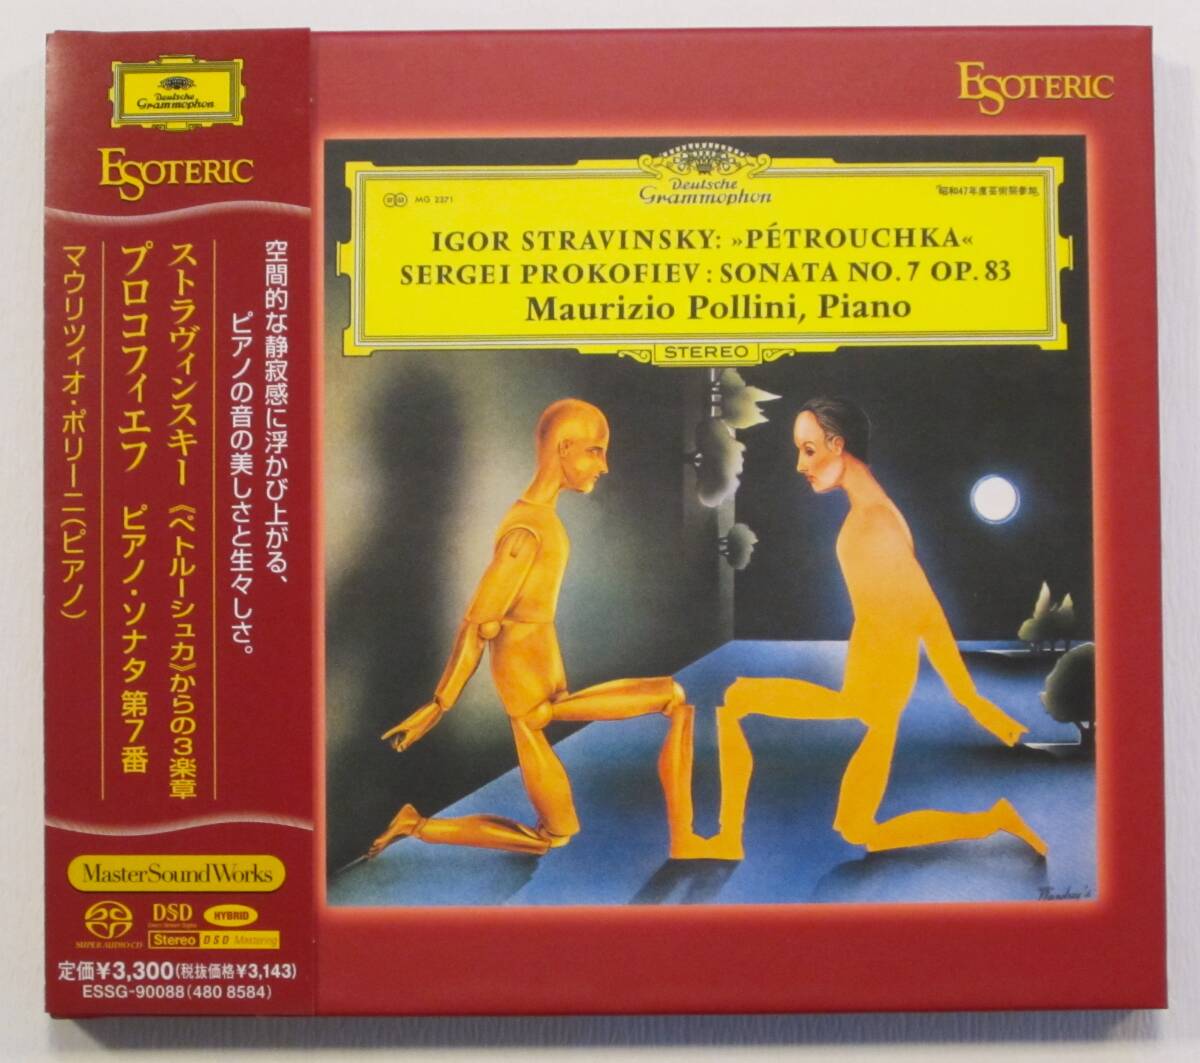 Deutsche
Grammophon
ESOTERIC
空間的な静寂感に浮かび上がる、
ピアノの音の美しさと生々しさ。
ストラヴィンスキー 《ペトルーシュカ》からの3楽章
プロコフィエフ ピアノ・ソナタ 第7番
マウリツィオ・ポリーニ(ピアノ)
MasterSoundWorks
SUPER AUDIO CD
DSD
Direct Stream Digital
HYBRID
Stereo DSD Mastering
定価¥3,300(税抜価格¥3,143)
ESSG-90088(480 8584)
ESOTERIC
Deutsche
Grammophon
MG 2371
「昭和47年度芸術祭参加」
IGOR STRAVINSKY: »PÉTROUCHKA«
SERGEI PROKOFIEV: SONATA NO. 7 OP. 83
Maurizio Pollini, Piano
STEREO